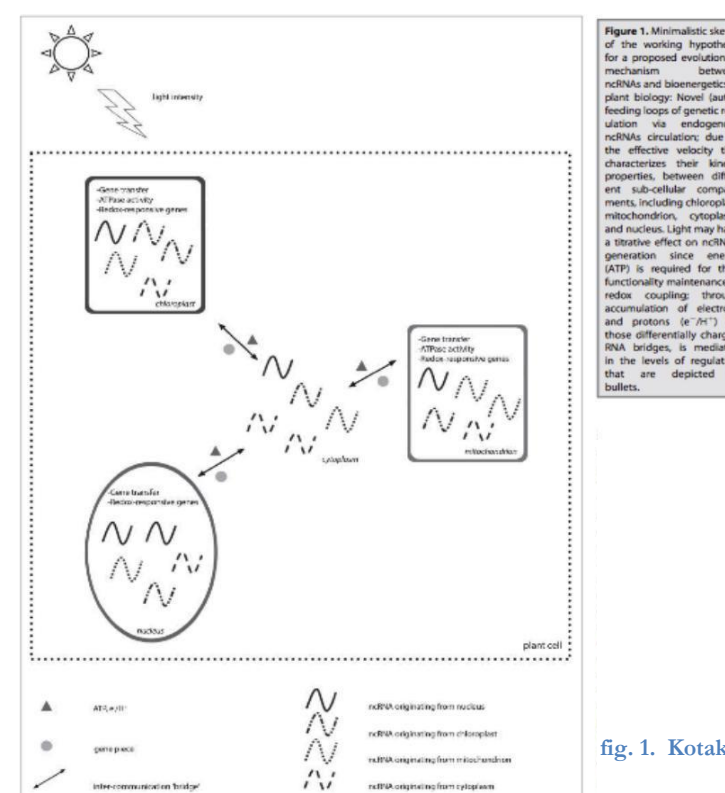 light intensity
-Gene transfer
-ATPase activity
-Redox-responsive genes
chloroplast
-Gene transfer
-ATPase activity
-Redox-responsive genes
mitochondrion
cytoplasm
-Gene transfer
-Redox-responsive genes
nucleus
plant cell
ATP, e⁻/H⁺
gene piece
inter-communication 'bridge'
ncRNA originating from nucleus
ncRNA originating from chloroplast
ncRNA originating from mitochondrion
ncRNA originating from cytoplasm
Figure 1. Minimalistic ske
of the working hypothe
for a proposed evolution
mechanism betwe
ncRNAs and bioenergetics
plant biology: Novel (aut
feeding loops of genetic re
ulation via endogen
ncRNAs circulation; due
the effective velocity t
characterizes their kine
properties, between diff
ent sub-cellular compa
ments, including chloropla
mitochondrion, cytoplas
and nucleus. Light may ha
a titrative effect on ncRN
generation since ener
(ATP) is required for th
functionality maintenance
redox coupling; throu
accumulation of electro
and protons (e⁻/H⁺)
those differentially charg
RNA bridges, is mediat
in the levels of regulat
that are depicted
bullets.
fig. 1. Kotak